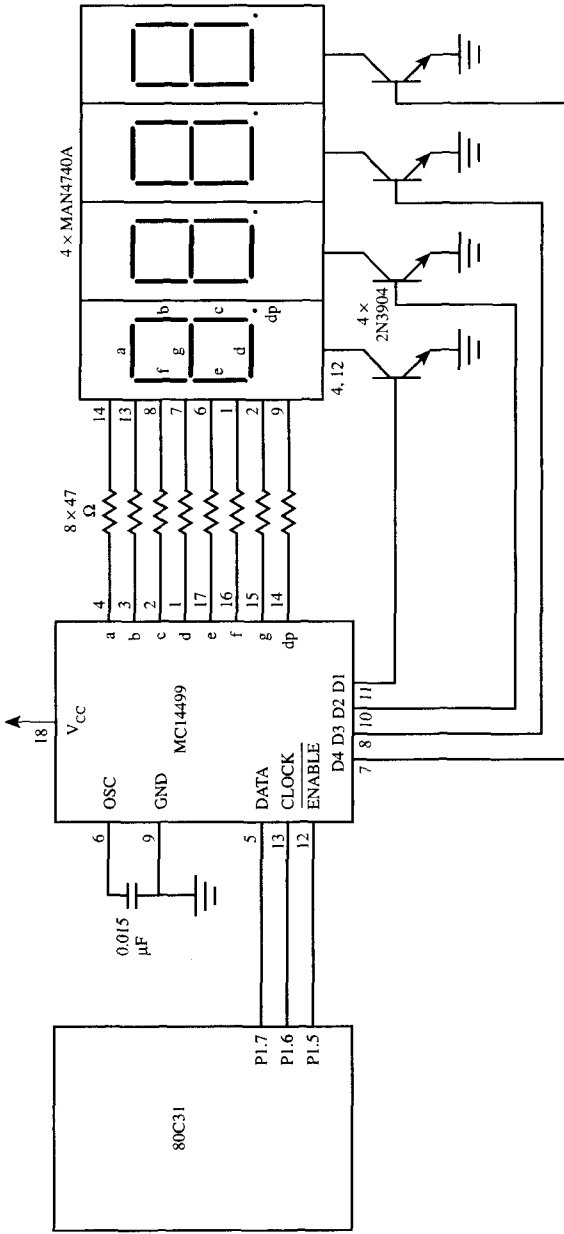 80C31
P1.7
P1.6
P1.5
0.015
µF
6
9
5
13
12
18
V_CC
OSC
GND
MC14499
DATA
CLOCK
ENABLE
a
b
c
d
e
f
g
dp
D4 D3 D2 D1
7
8
10
11
4
3
2
1
17
16
15
14
8 × 47
Ω
14
13
8
7
6
1
2
9
4 × MAN4740A
a
b
f
g
c
e
d
dp
4, 12
4 ×
2N3904